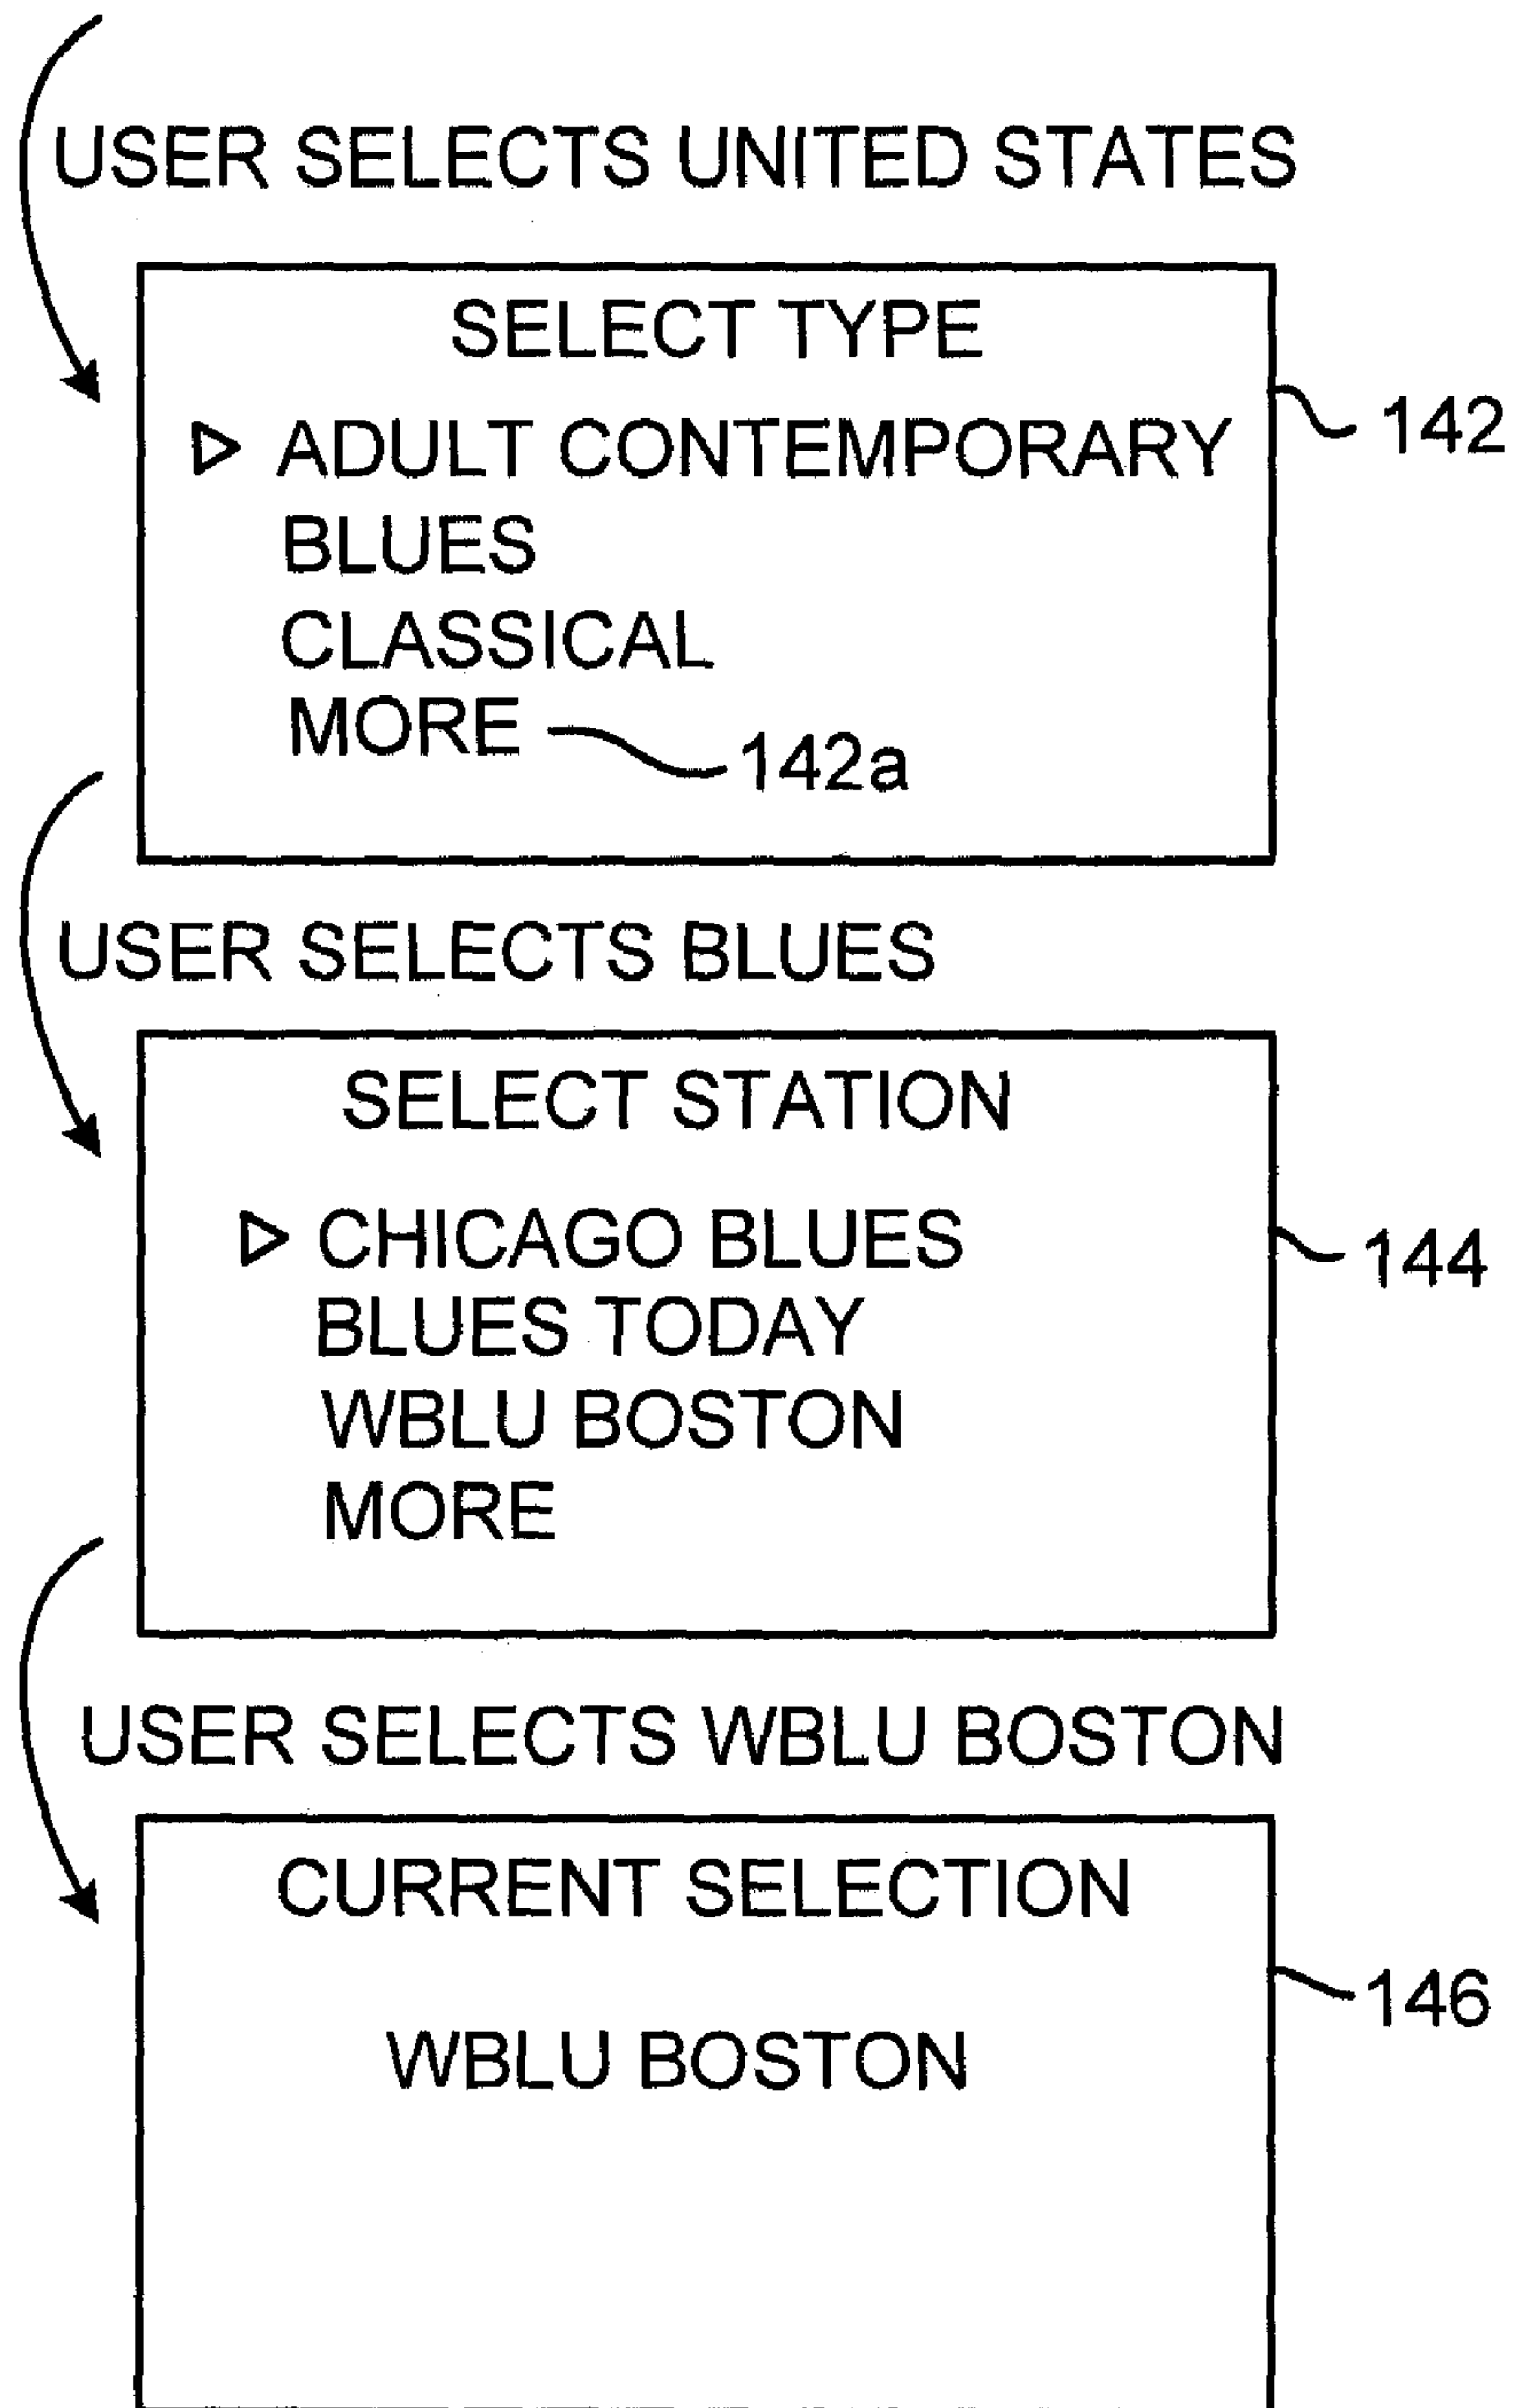 USER SELECTS UNITED STATES
SELECT TYPE
ADULT CONTEMPORARY
142
BLUES
CLASSICAL
MORE
142a
USER SELECTS BLUES
SELECT STATION
CHICAGO BLUES
144
BLUES TODAY
WBLU BOSTON
MORE
USER SELECTS WBLU BOSTON
CURRENT SELECTION
146
WBLU BOSTON